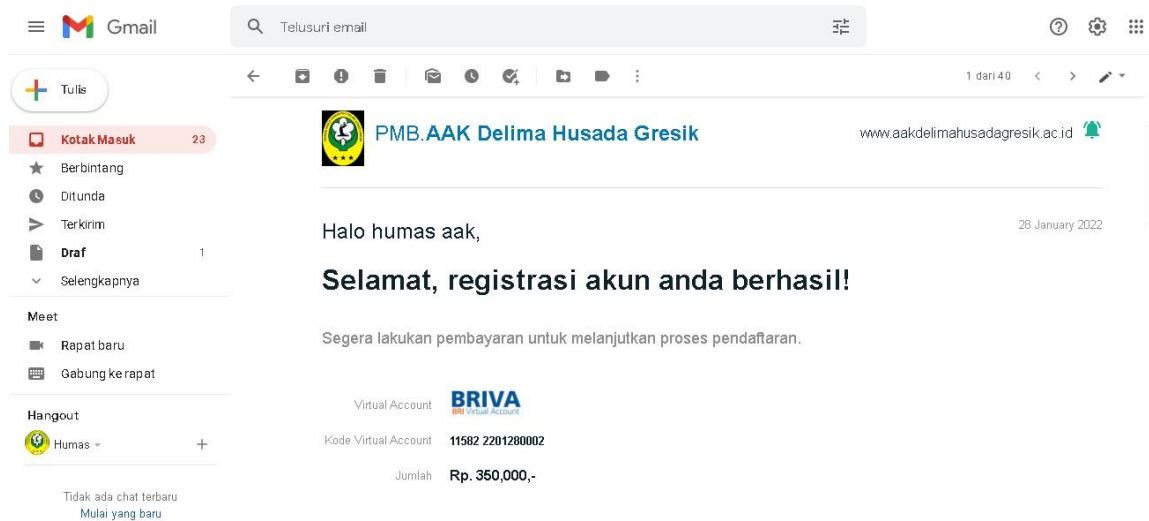 Gmail
Telusuri email
Tulis
1 dari 40
Kotak Masuk 23
Berbintang
Ditunda
Terkirim
Draf 1
Selengkapnya
Meet
Rapat baru
Gabung ke rapat
Hangout
Humas
Tidak ada chat terbaru
Mulai yang baru
PMB.AAK Delima Husada Gresik
www.aakdelimahusadagresik.ac.id
Halo humas aak,
28 January 2022
Selamat, registrasi akun anda berhasil!
Segera lakukan pembayaran untuk melanjutkan proses pendaftaran.
Virtual Account BRIVA
BRI Virtual Account
Kode Virtual Account 11582 2201280002
Jumlah Rp. 350,000,-